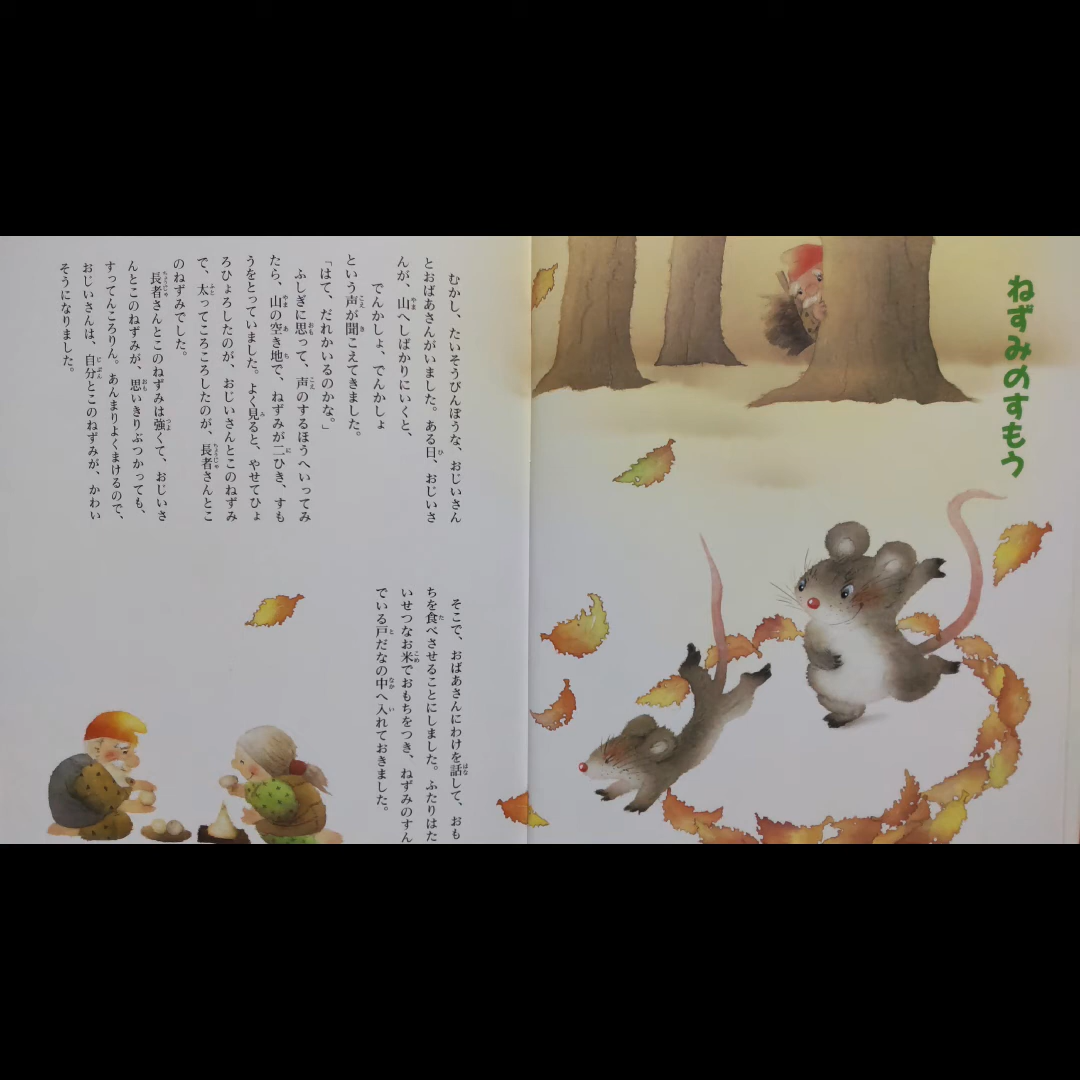 ねずみのすもう
むかし、たいそうびんぼうな、おじいさん
とおばあさんがいました。ある日、おじいさ
んが、山へしばかりにいくと、
でんかしょ、でんかしょ
という声が聞こえてきました。
「はて、だれかいるのかな。」
ふしぎに思って、声のするほうへいってみ
たら、山の空き地で、ねずみが二ひき、すも
うをとっていました。よく見ると、やせてひょ
ろひょろしたのが、おじいさんとこのねずみ
で、太ってころころしたのが、長者さんとこ
のねずみでした。
長者さんとこのねずみは強くて、おじいさ
んとこのねずみが、思いきりぶつかっても、
すってんころりん。あんまりよくまけるので、
おじいさんは、自分とこのねずみが、かわい
そうになりました。
そこで、おばあさんにわけを話して、おも
ちを食べさせることにしました。ふたりはた
いせつなお米でおもちをつき、ねずみのすん
でいる戸だなの中へ入れておきました。